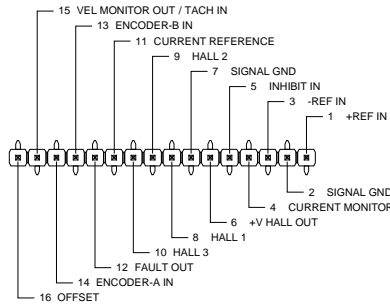 15 VEL MONITOR OUT / TACH IN
13 ENCODER-B IN
11 CURRENT REFERENCE
9 HALL 2
7 SIGNAL GND
5 INHIBIT IN
3 -REF IN
1 +REF IN
2 SIGNAL GND
4 CURRENT MONITOR
6 +V HALL OUT
8 HALL 1
10 HALL 3
12 FAULT OUT
14 ENCODER-A IN
16 OFFSET